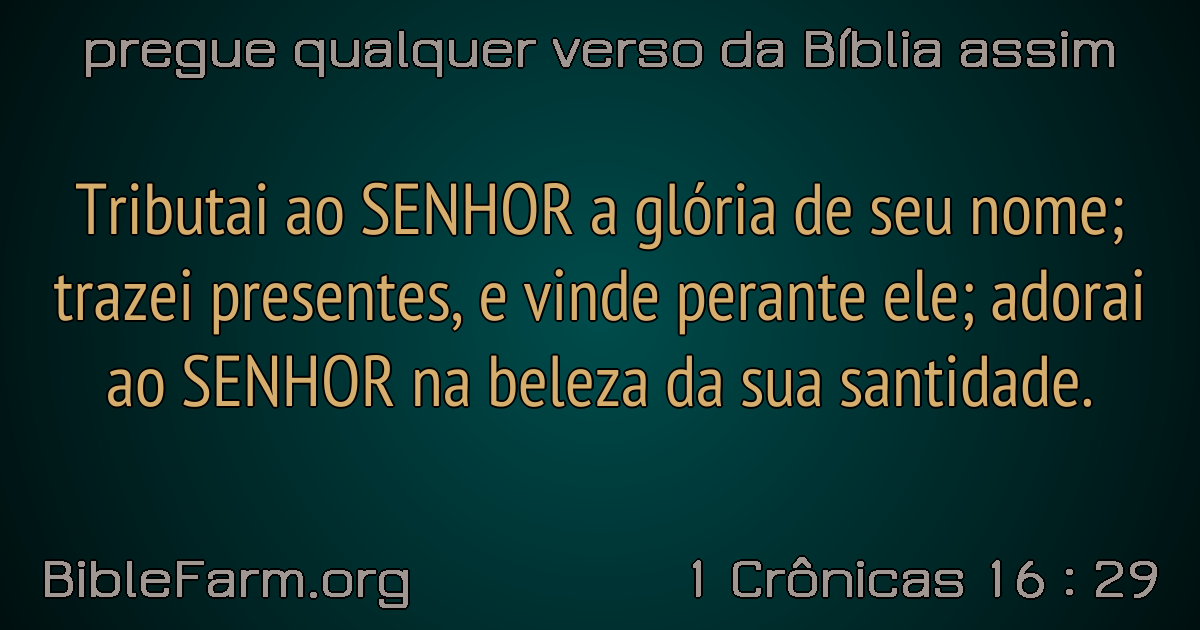 pregue qualquer verso da Bíblia assim
Tributai ao SENHOR a glória de seu nome;
trazei presentes, e vinde perante ele; adorai
ao SENHOR na beleza da sua santidade.
BibleFarm.org
1 Crônicas 16 : 29